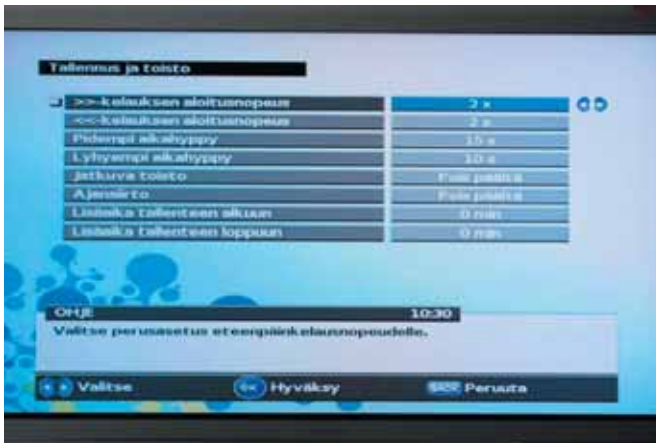 Tallennus ja toisto
>>-kelauksen aloitusnopeus 2 x
<<-kelauksen aloitusnopeus 2 x
Pidempi aikahyppy 15 s
Lyhyempi aikahyppy 10 s
Jatkuva toisto Pois päältä
Ajansiirto Pois päältä
Lisäaika tallenteen alkuun 0 min
Lisäaika tallenteen loppuun 0 min
OHJE 10:30
Valitse perusasetus eteenpäinkelausnopeudelle.
Valitse OK Hyväksy BACK Peruuta